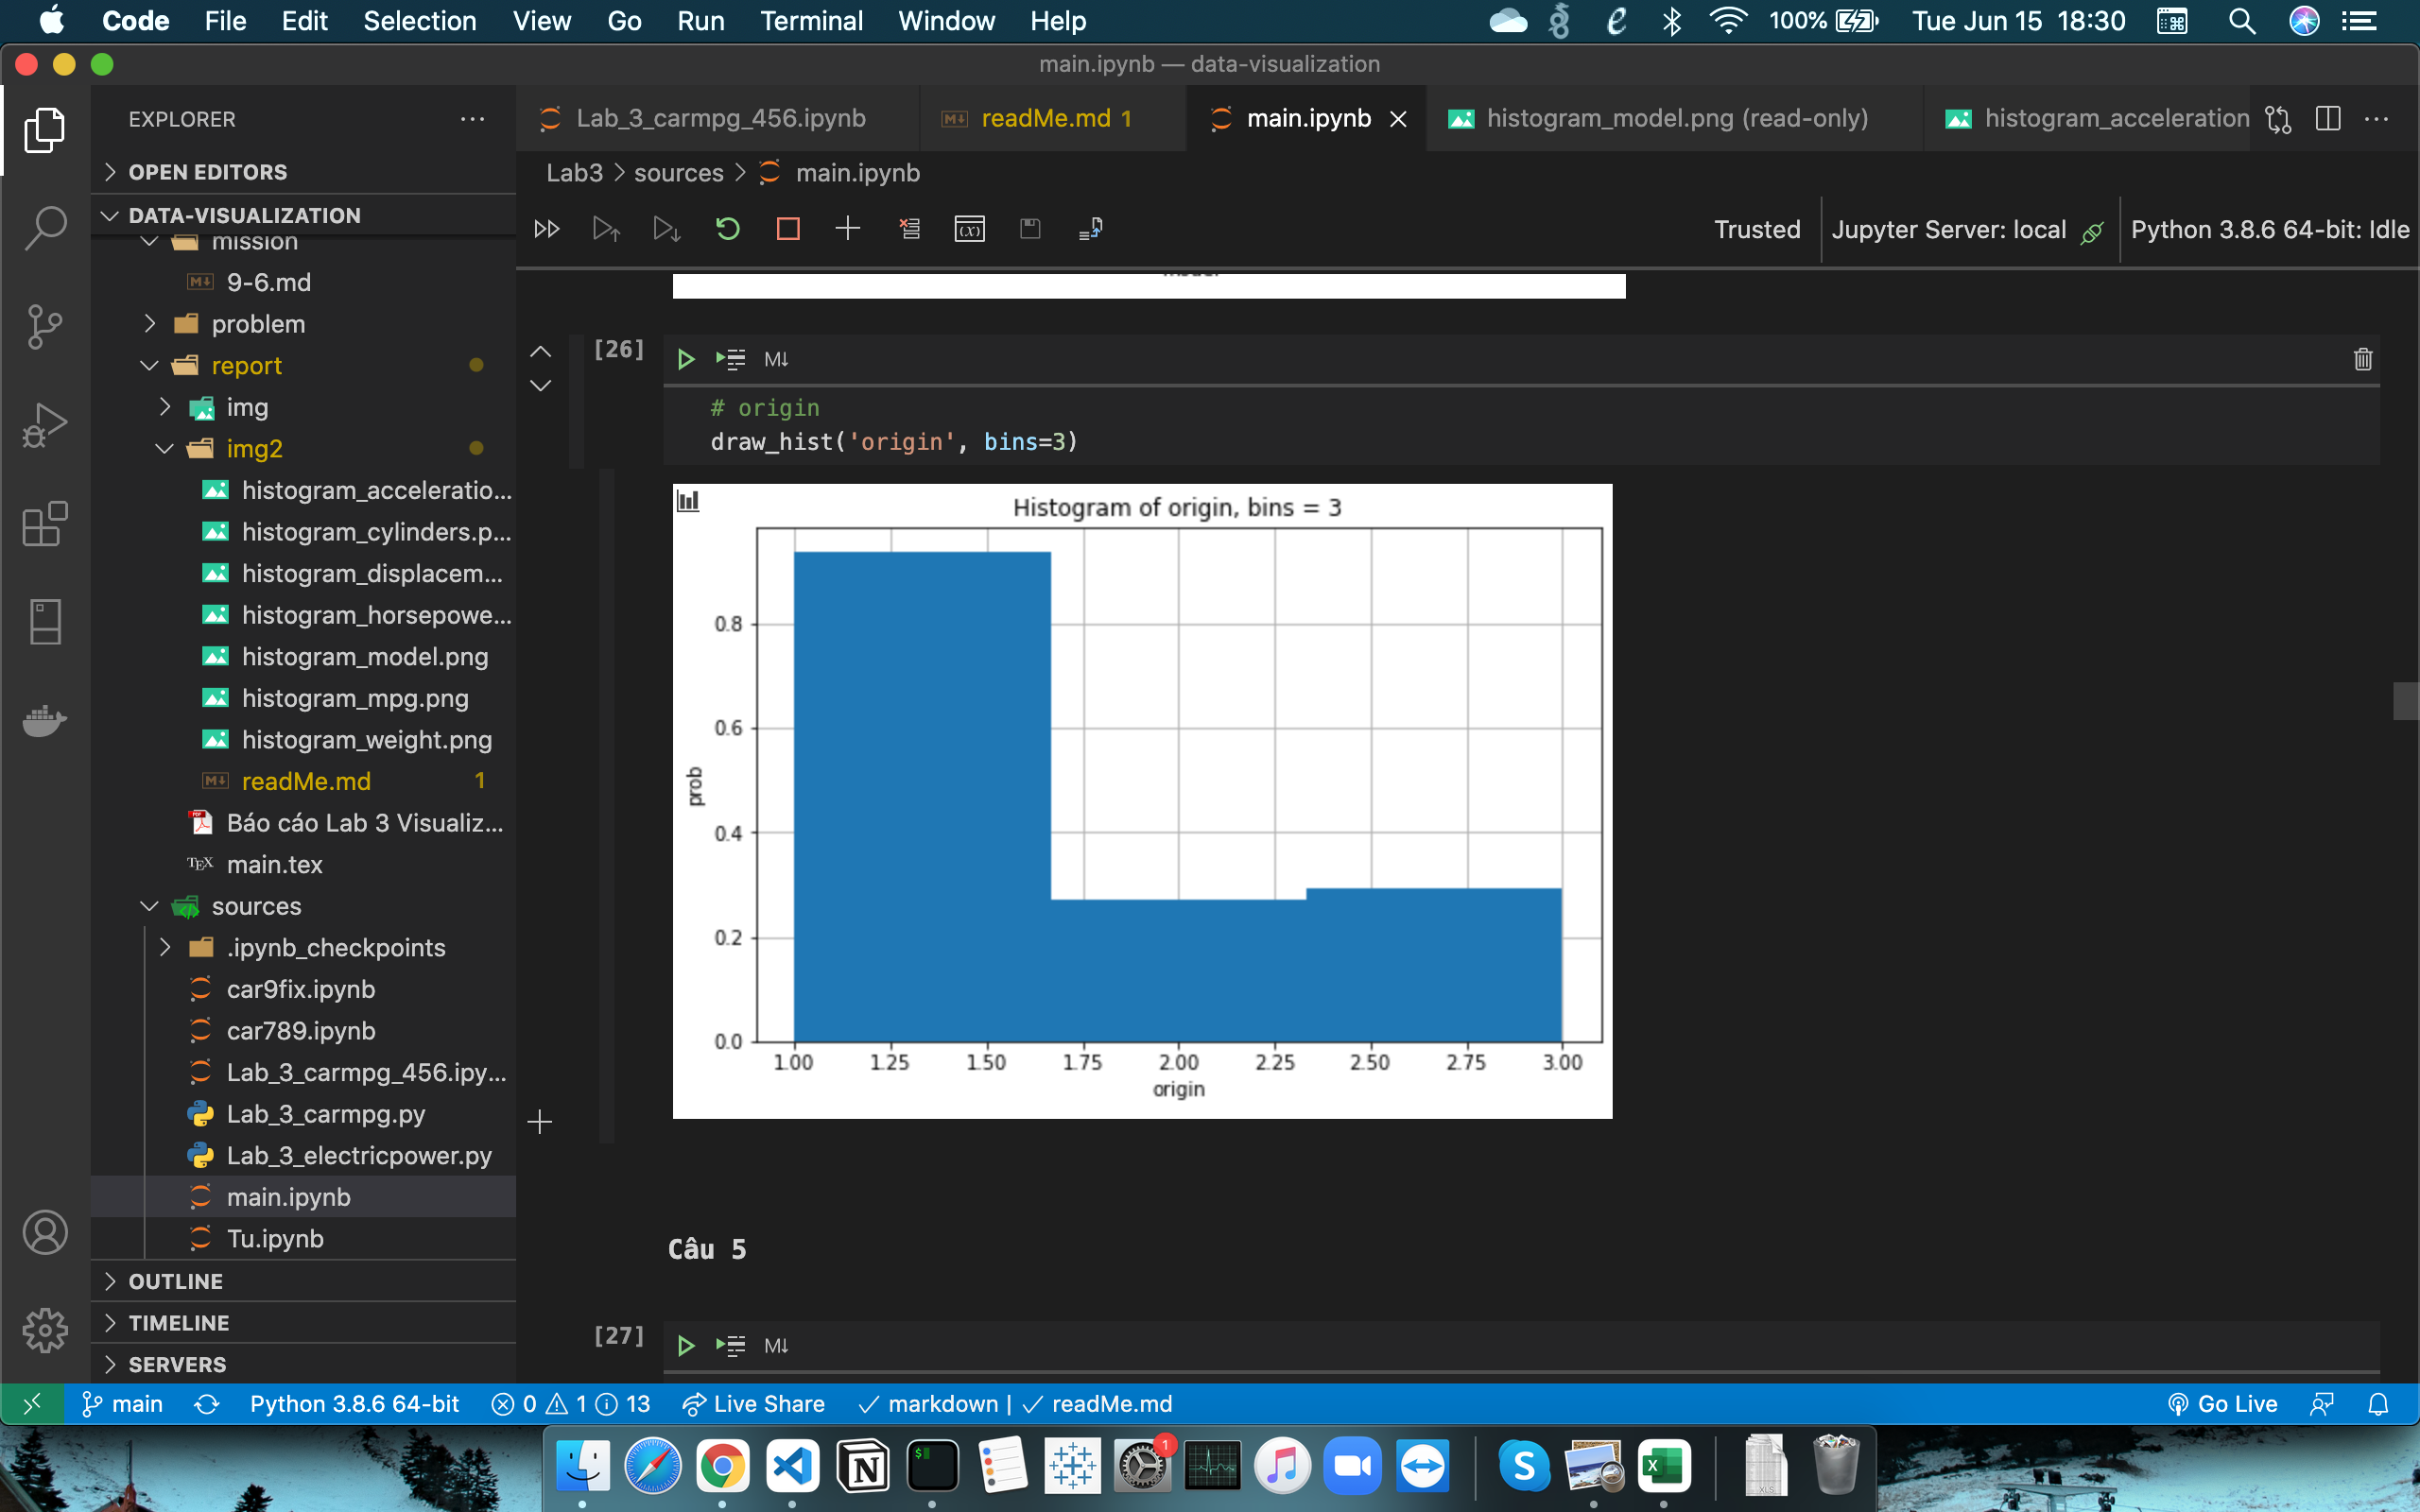 Code File Edit Selection View Go Run Terminal Window Help 100% Tue Jun 15 18:30
main.ipynb — data-visualization
EXPLORER
Lab_3_carmpg_456.ipynb readMe.md 1 main.ipynb histogram_model.png (read-only) histogram_acceleration
OPEN EDITORS
Lab3 > sources > main.ipynb
DATA-VISUALIZATION
Trusted Jupyter Server: local Python 3.8.6 64-bit: Idle
mission
9-6.md
problem
report
img
img2
histogram_acceleratio...
histogram_cylinders.p...
histogram_displacem...
histogram_horsepowe...
histogram_model.png
histogram_mpg.png
histogram_weight.png
readMe.md 1
Báo cáo Lab 3 Visualiz...
main.tex
sources
.ipynb_checkpoints
car9fix.ipynb
car789.ipynb
Lab_3_carmpg_456.ipy...
Lab_3_carmpg.py
Lab_3_electricpower.py
main.ipynb
Tu.ipynb
OUTLINE
TIMELINE
SERVERS
[26] M↓
# origin
draw_hist('origin', bins=3)
Histogram of origin, bins = 3
prob
0.8
0.6
0.4
0.2
0.0
1.00 1.25 1.50 1.75 2.00 2.25 2.50 2.75 3.00
origin
Câu 5
[27] M↓
main Python 3.8.6 64-bit 0 1 13 Live Share ✓ markdown | ✓ readMe.md Go Live
1